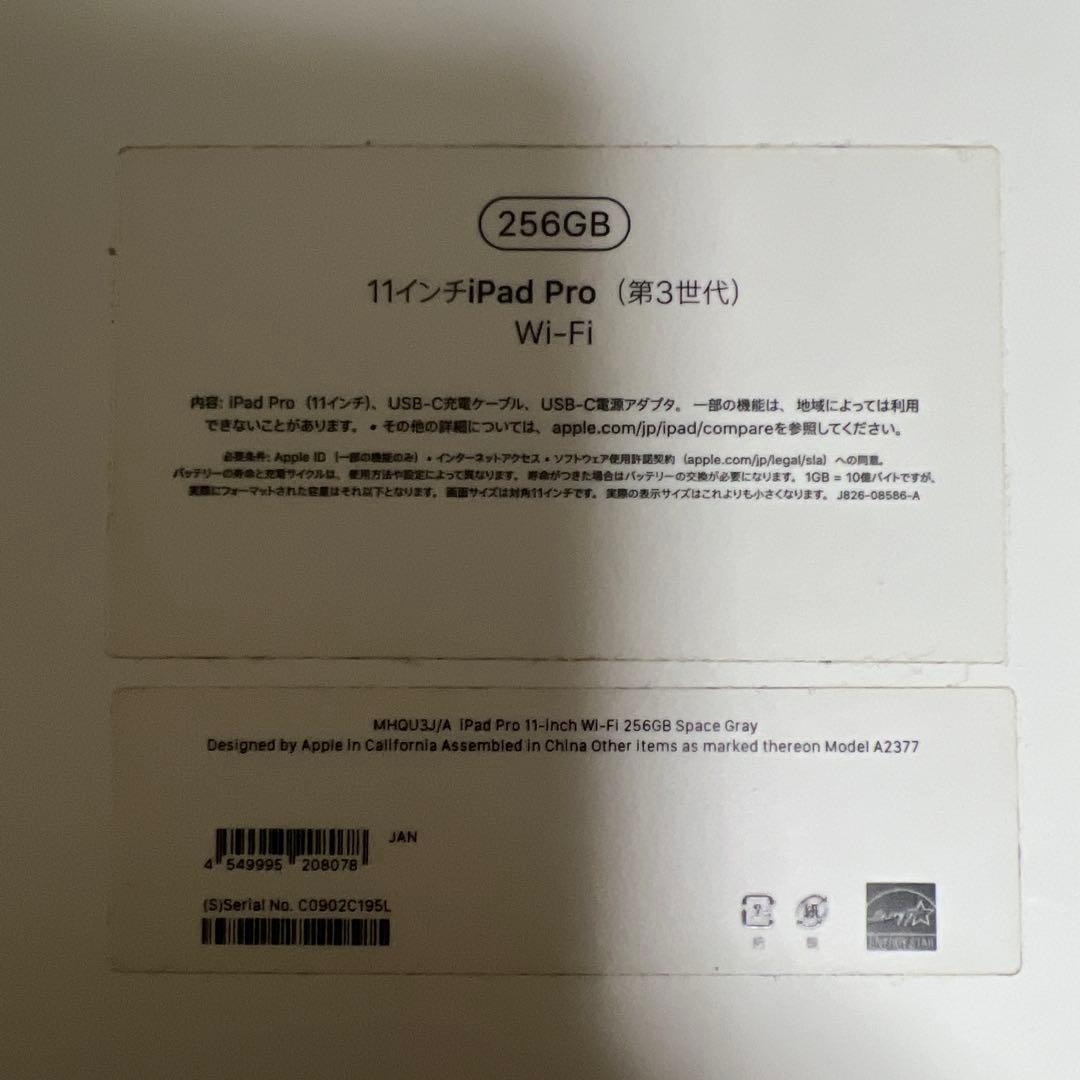 256GB
11インチiPad Pro（第3世代）
Wi-Fi
内容: iPad Pro（11インチ）、USB-C充電ケーブル、USB-C電源アダプタ。 一部の機能は、地域によっては利用
できないことがあります。 • その他の詳細については、apple.com/jp/ipad/compareを参照してください。
必要条件: Apple ID（一部の機能のみ） • インターネットアクセス • ソフトウェア使用許諾契約（apple.com/jp/legal/sla）への同意。
バッテリーの寿命と充電サイクルは、使用方法や設定によって異なります。 寿命がつきた場合はバッテリーの交換が必要になります。 1GB = 10億バイトですが、
実際にフォーマットされた容量はそれ以下となります。 画面サイズは対角11インチです。 実際の表示サイズはこれよりも小さくなります。 J826-08586-A
MHQU3J/A iPad Pro 11-inch Wi-Fi 256GB Space Gray
Designed by Apple in California Assembled in China Other items as marked thereon Model A2377
JAN
4 549995 208078
(S)Serial No. C0902C195L
ENERGY STAR